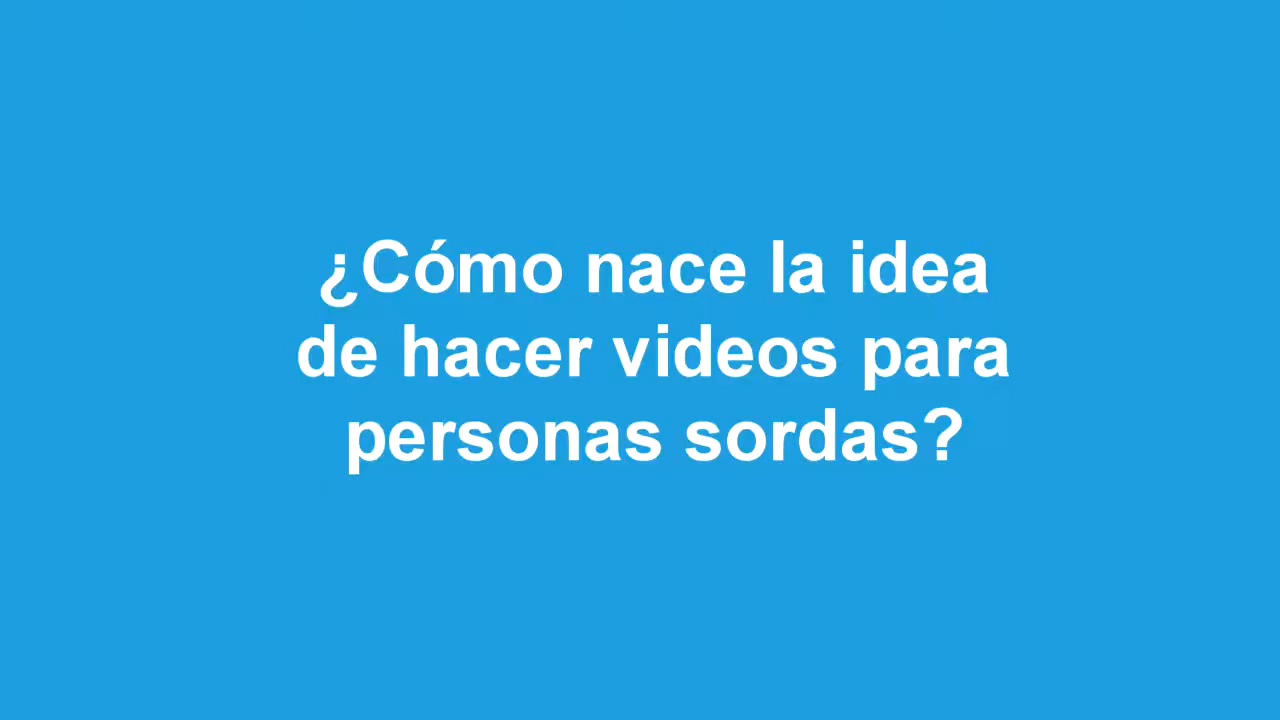 ¿Cómo nace la idea
de hacer videos para
personas sordas?